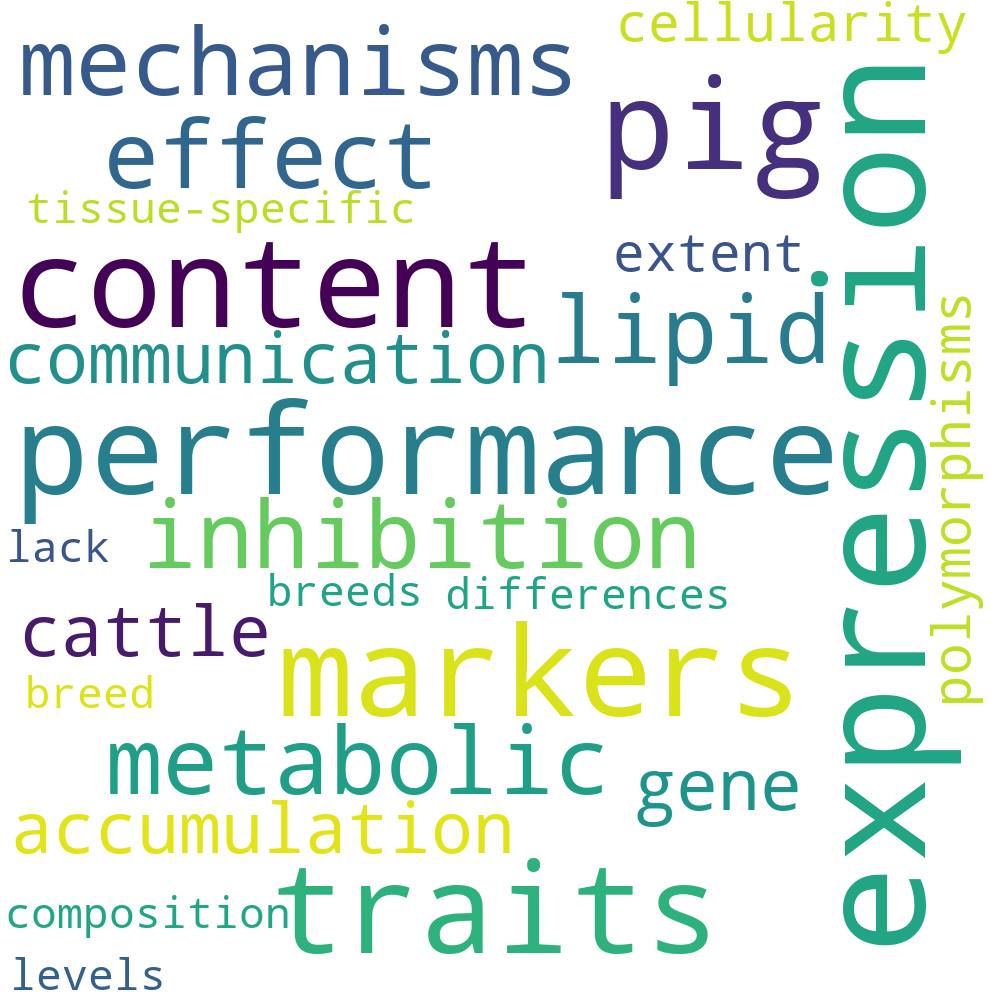 cellularity
mechanisms
pig
effect
tissue-specific
content
extent
lipid
communication
expression
polymorphisms
performance
inhibition
lack
breeds
differences
cattle
markers
breed
metabolic
gene
accumulation
traits
composition
levels